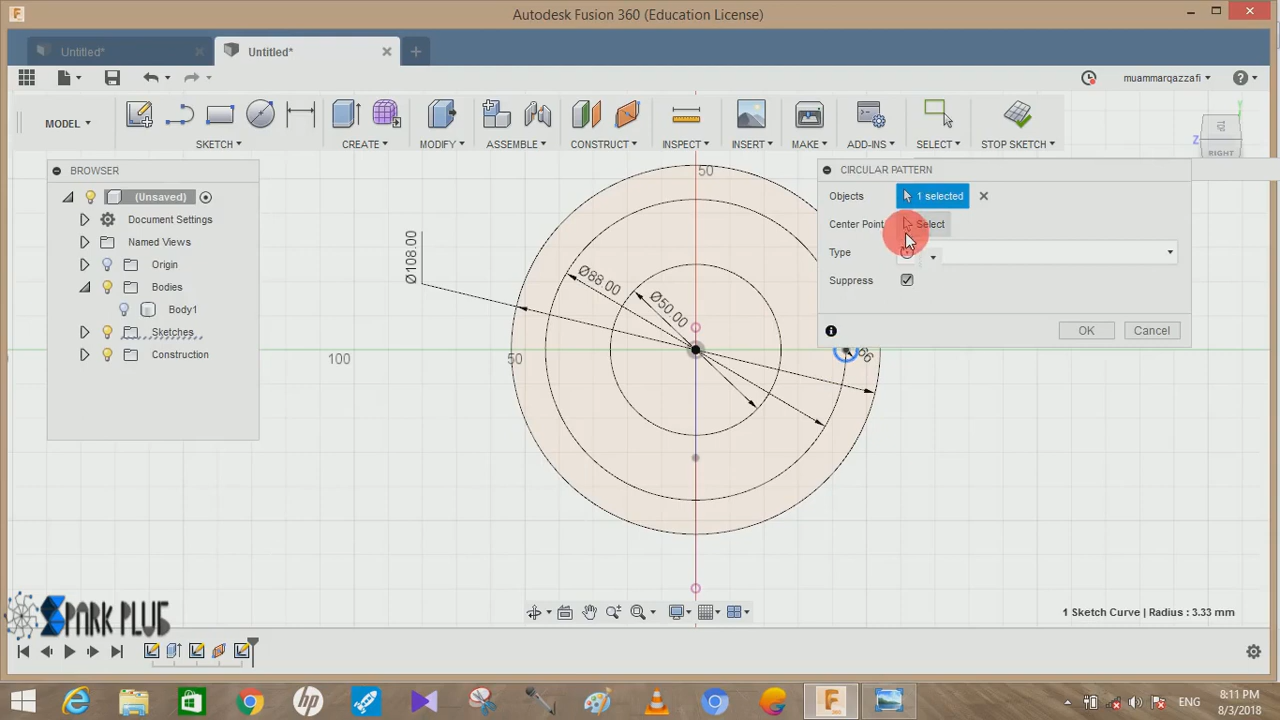 Autodesk Fusion 360 (Education License)
Untitled*
Untitled*
muammarqazzafi
MODEL
SKETCH
CREATE
MODIFY
ASSEMBLE
CONSTRUCT
INSPECT
INSERT
MAKE
ADD-INS
SELECT
STOP SKETCH
TOP
Z
RIGHT
BROWSER
(Unsaved)
Document Settings
Named Views
Origin
Bodies
Body1
Sketches
Construction
50
Ø108.00
Ø88.00
Ø50.00
100
50
CIRCULAR PATTERN
Objects
1 selected
Center Point
Select
Type
Suppress
OK
Cancel
1 Sketch Curve | Radius : 3.33 mm
SPARK PLUG
ENG
8:11 PM
8/3/2018